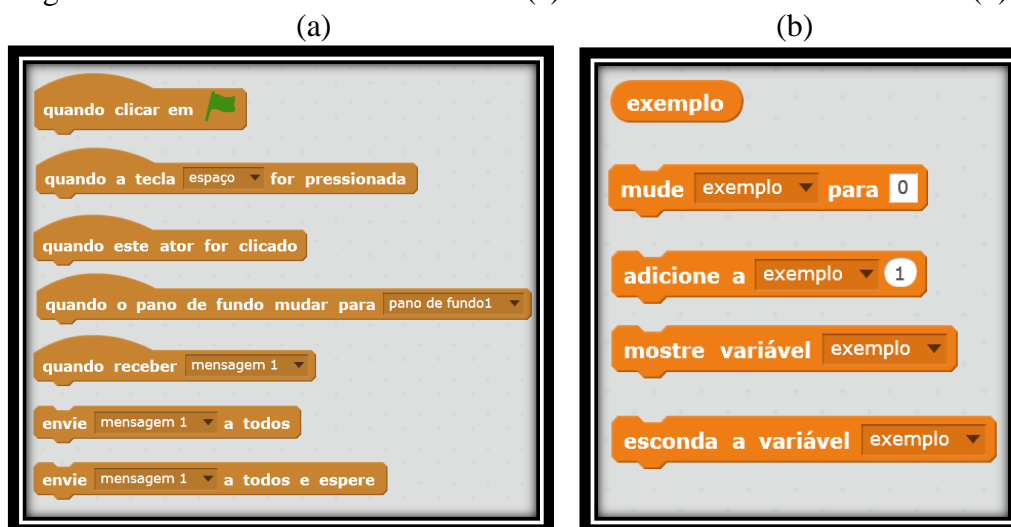 (a)
quando clicar em
quando a tecla espaço for pressionada
quando este ator for clicado
quando o pano de fundo mudar para pano de fundo1
quando receber mensagem 1
envie mensagem 1 a todos
envie mensagem 1 a todos e espere
(b)
exemplo
mude exemplo para 0
adicione a exemplo 1
mostre variável exemplo
esconda a variável exemplo